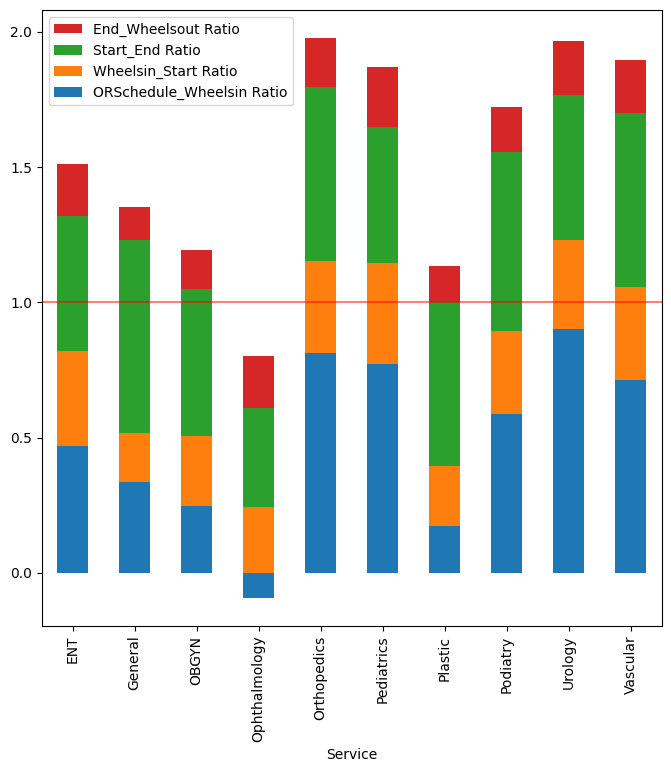 End_Wheelsout Ratio
Start_End Ratio
Wheelsin_Start Ratio
ORSchedule_Wheelsin Ratio
2.0
1.5
1.0
0.5
0.0
ENT
General
OBGYN
Ophthalmology
Orthopedics
Pediatrics
Plastic
Podiatry
Urology
Vascular
Service